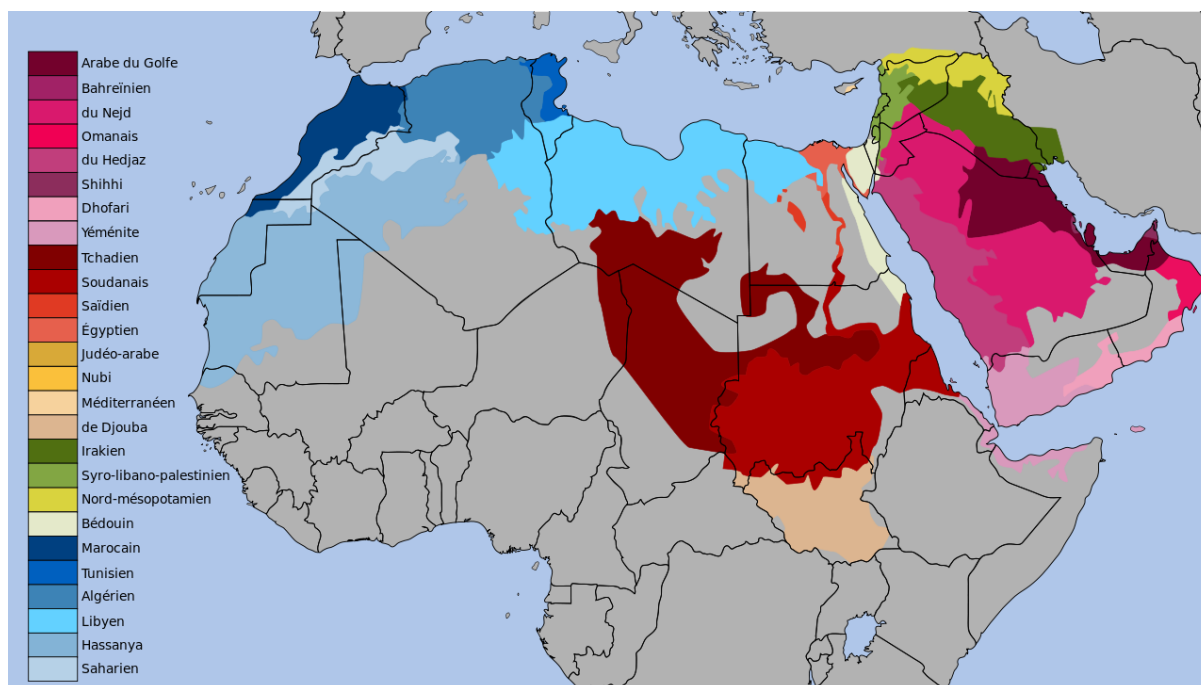 Arabe du Golfe
Bahreïnien
du Nejd
Omanais
du Hedjaz
Shihhi
Dhofari
Yéménite
Tchadien
Soudanais
Saïdien
Égyptien
Judéo-arabe
Nubi
Méditerranéen
de Djouba
Irakien
Syro-libano-palestinien
Nord-mésopotamien
Bédouin
Marocain
Tunisien
Algérien
Libyen
Hassanya
Saharien